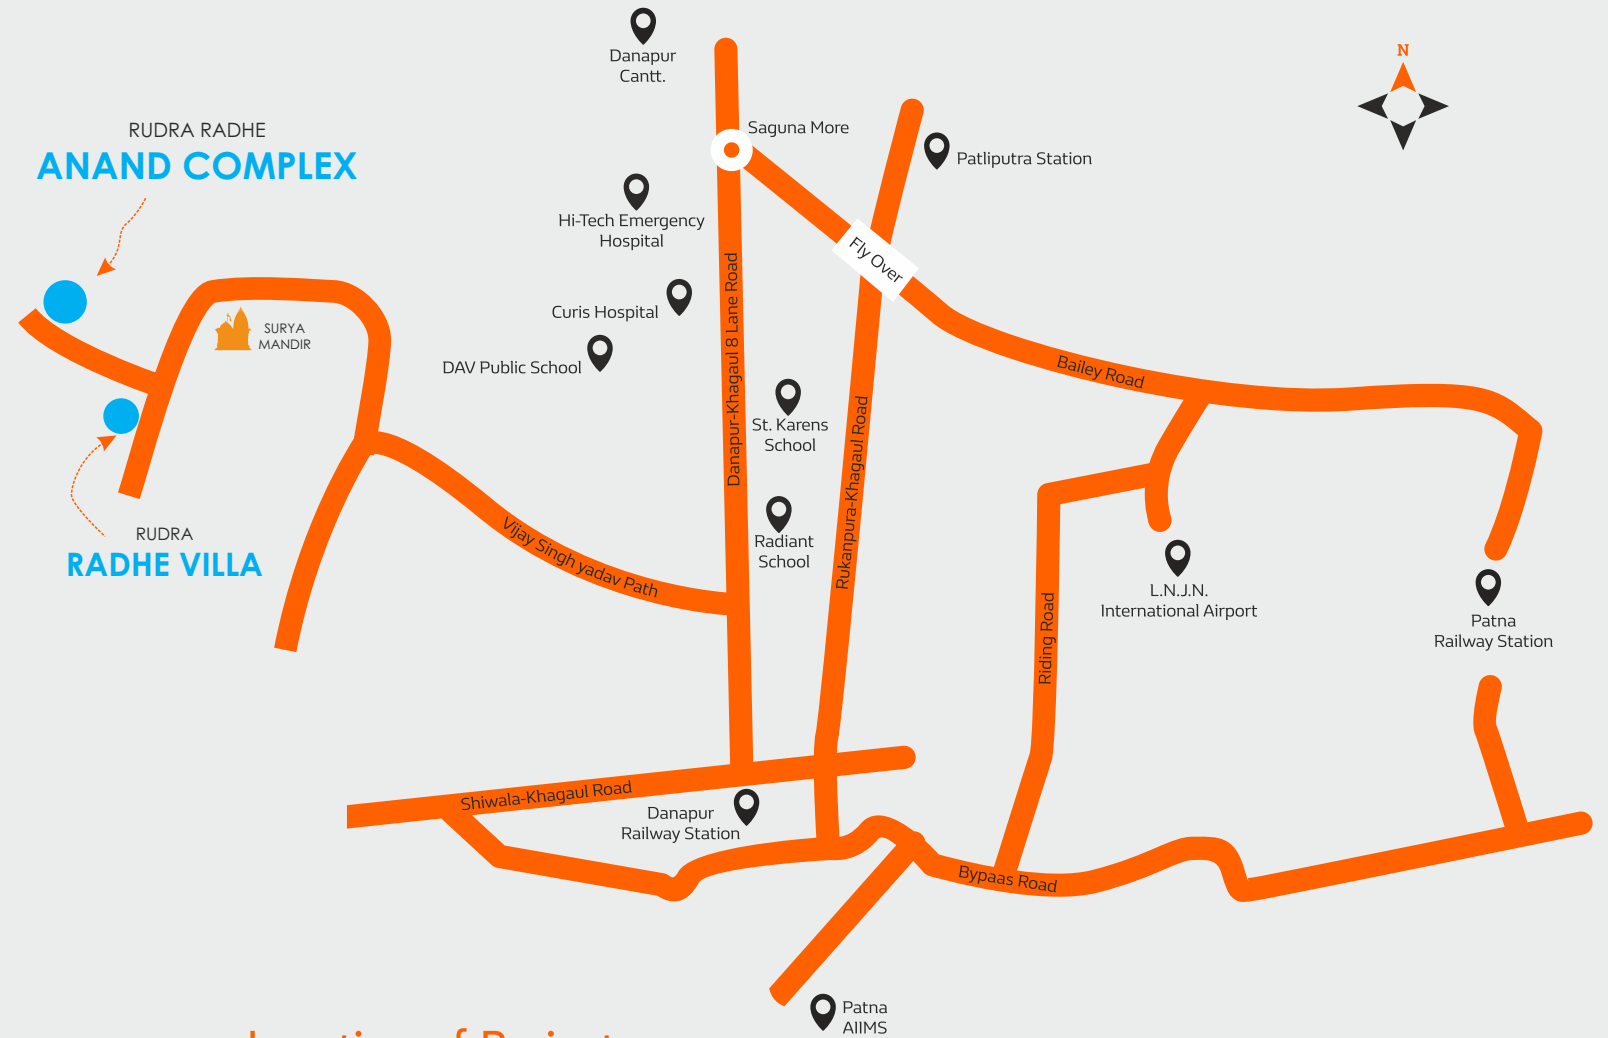 Danapur
Cantt.
N
Saguna More
RUDRA RADHE
ANAND COMPLEX
Patliputra Station
Hi-Tech Emergency
Hospital
Fly Over
Danapur-Khagaul 8 Lane Road
Curis Hospital
SURYA
MANDIR
DAV Public School
Bailey Road
St. Karens
School
Rukanpura-Khagaul Road
Radiant
School
RUDRA
RADHE VILLA
Vijay Singh yadav Path
L.N.J.N.
International Airport
Riding Road
Patna
Railway Station
Shiwala-Khagaul Road
Danapur
Railway Station
Bypaas Road
Patna
AIIMS